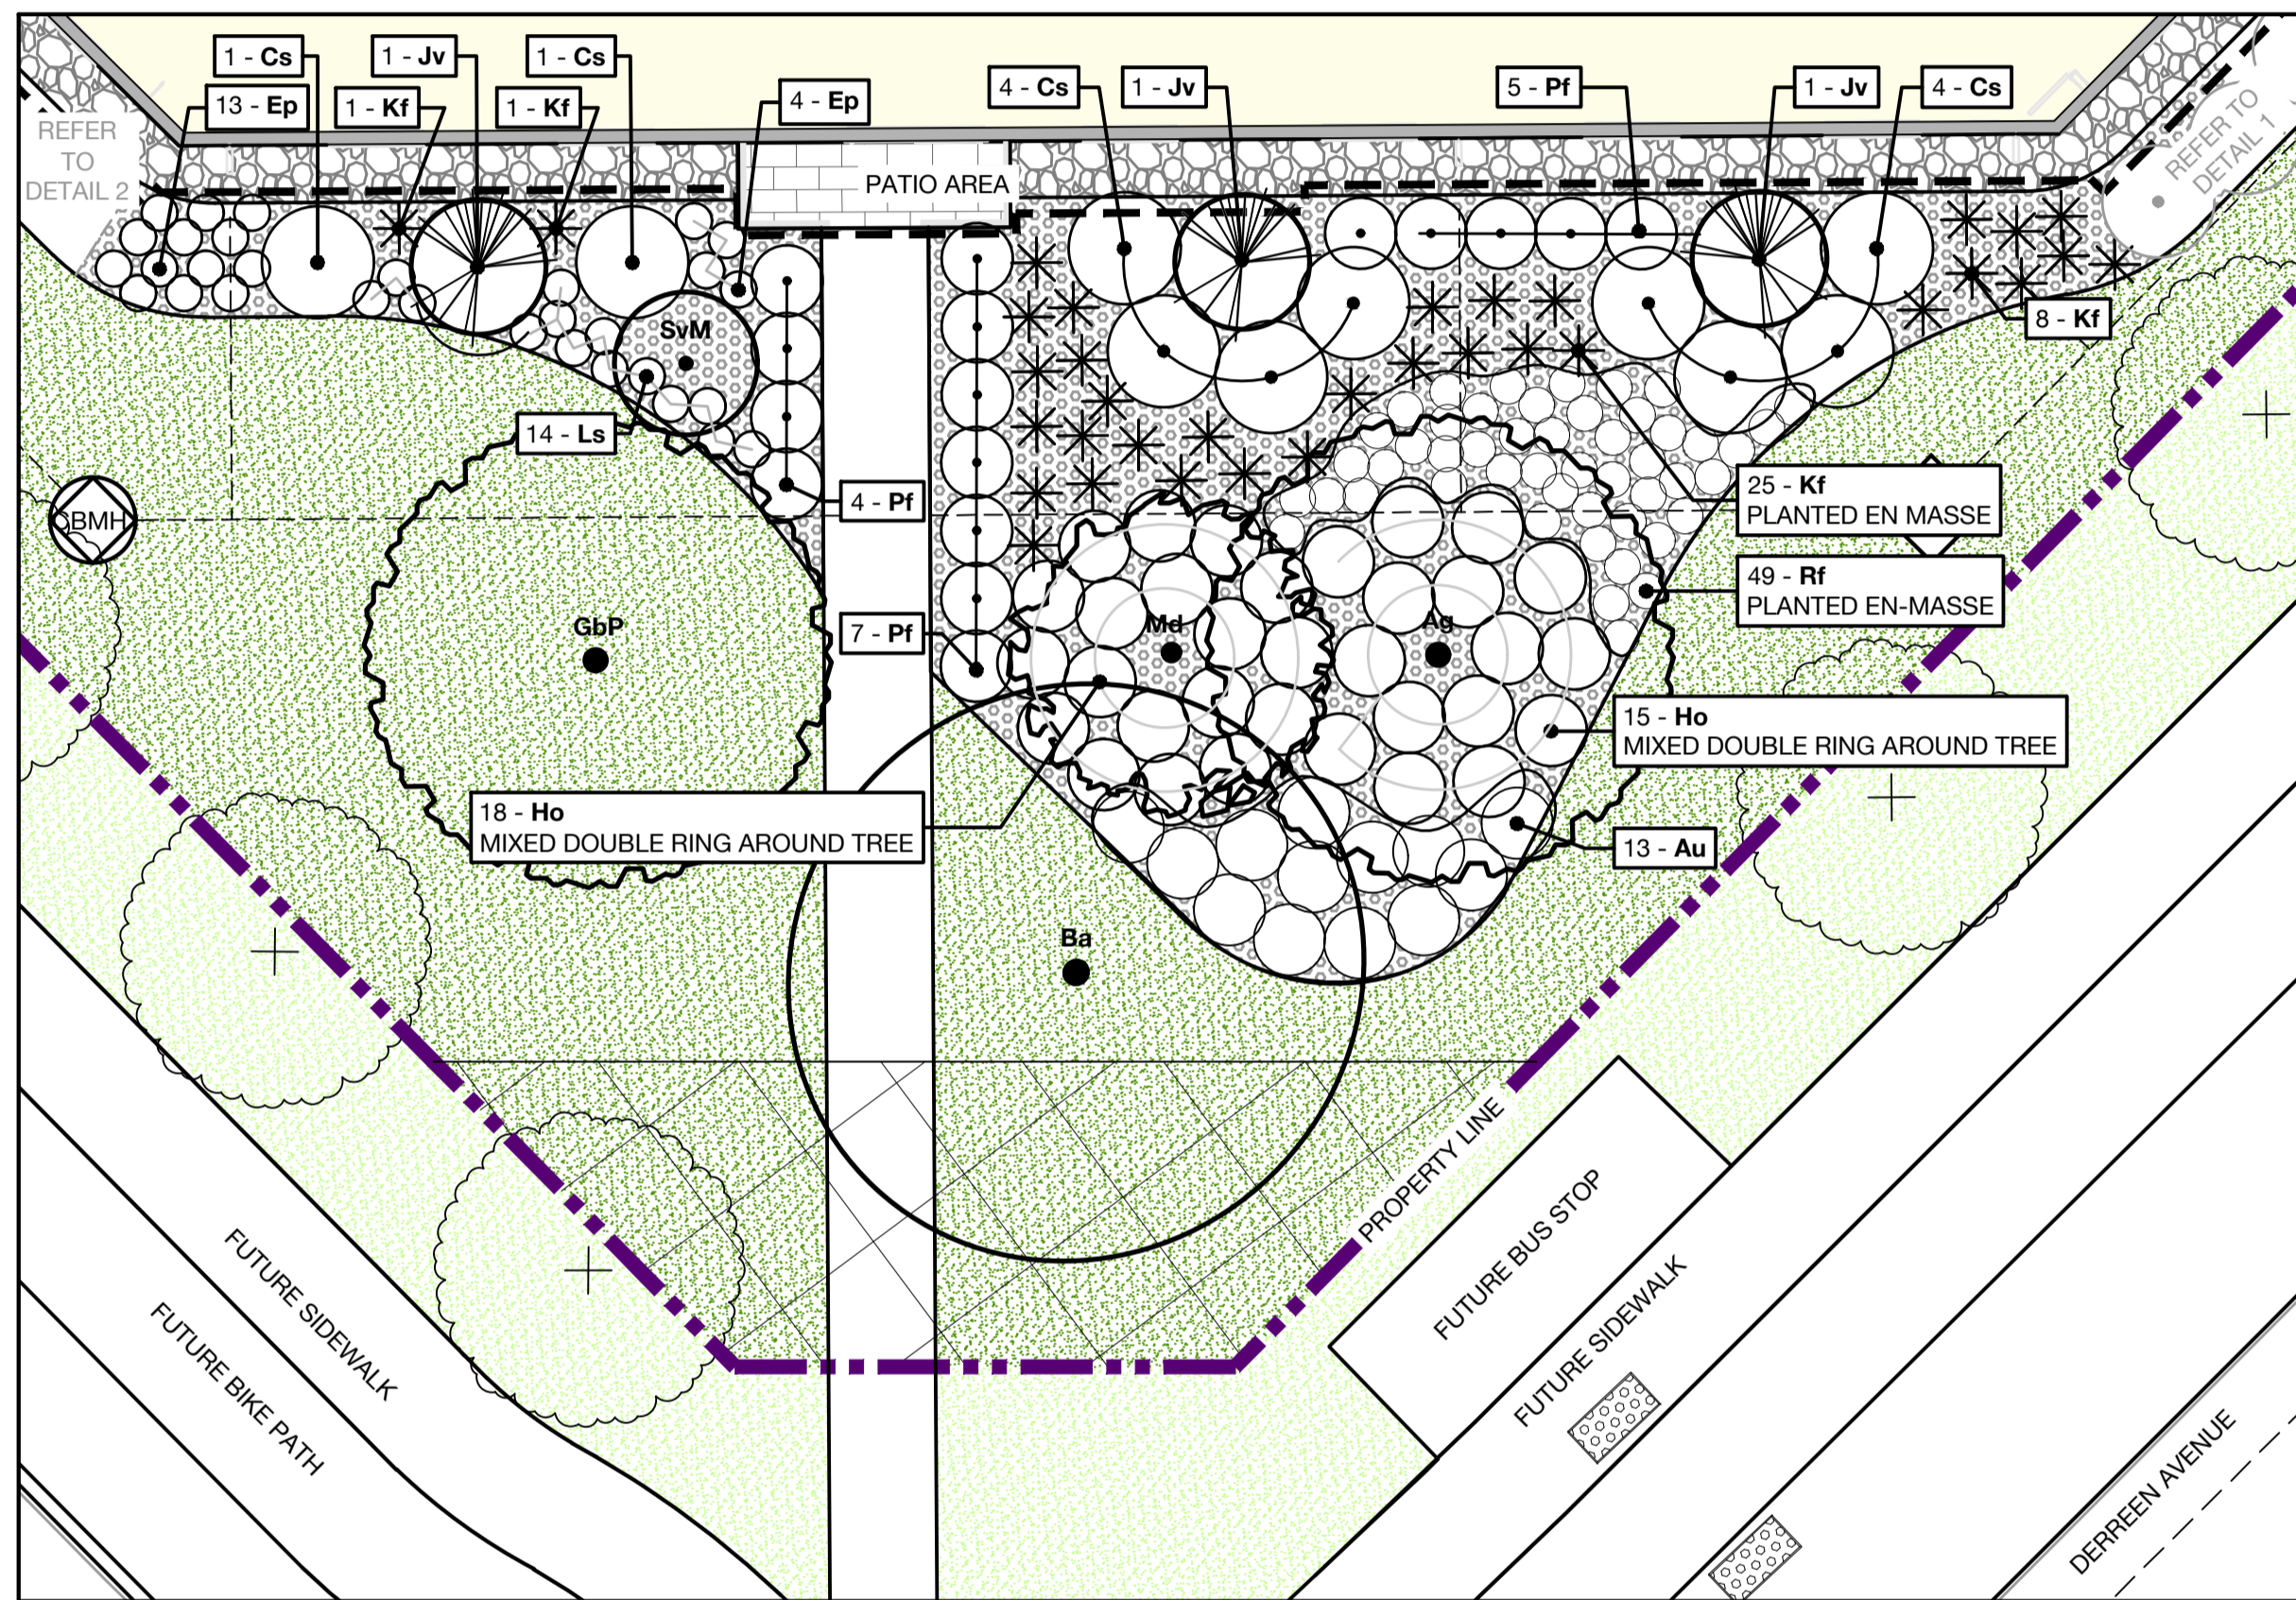 1 - Cs
1 - Jv
1 - Cs
13 - Ep
1 - Kf
1 - Kf
4 - Ep
4 - Cs
1 - Jv
5 - Pf
1 - Jv
4 - Cs
REFER
TO
DETAIL 2
REFER TO
DETAIL 1
PATIO AREA
8 - Kf
SvM
14 - Ls
CBMH
4 - Pf
25 - Kf
PLANTED EN MASSE
49 - Rf
PLANTED EN-MASSE
GbP
7 - Pf
Md
Ag
15 - Ho
MIXED DOUBLE RING AROUND TREE
18 - Ho
MIXED DOUBLE RING AROUND TREE
13 - Au
Ba
PROPERTY LINE
FUTURE BUS STOP
FUTURE SIDEWALK
FUTURE SIDEWALK
FUTURE BIKE PATH
DERREEN AVENUE